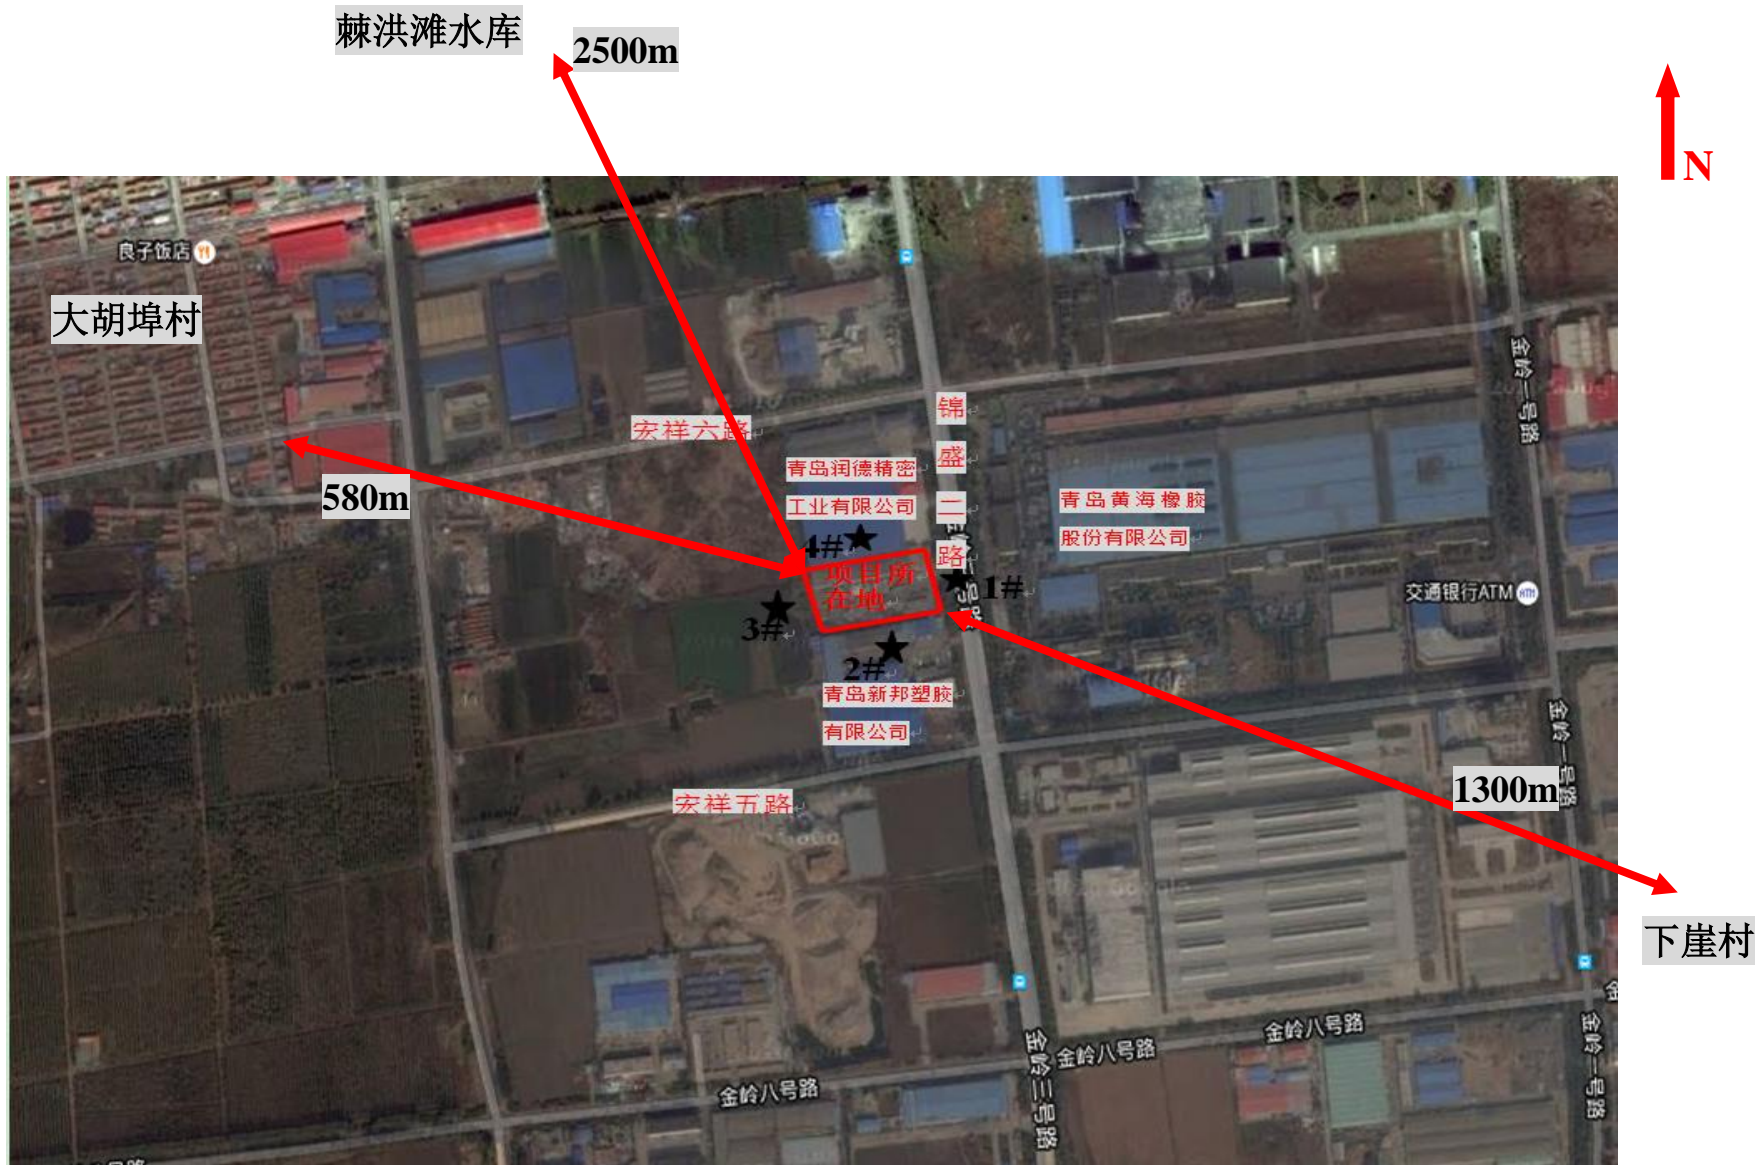 棘洪滩水库
2500m
N
良子饭店
大胡埠村
金岭二号路
锦
盛
二
路
宏祥六路
580m
青岛润德精密
工业有限公司
青岛黄海橡胶
股份有限公司
4#
项目所
在地
1#
号路
交通银行ATM
3#
2#
青岛新邦塑胶
有限公司
金岭一号路
1300m
宏祥五路
下崖村
金
金岭八号路
金岭八号路
金岭八号路
金岭三号路
金岭一号路
号路